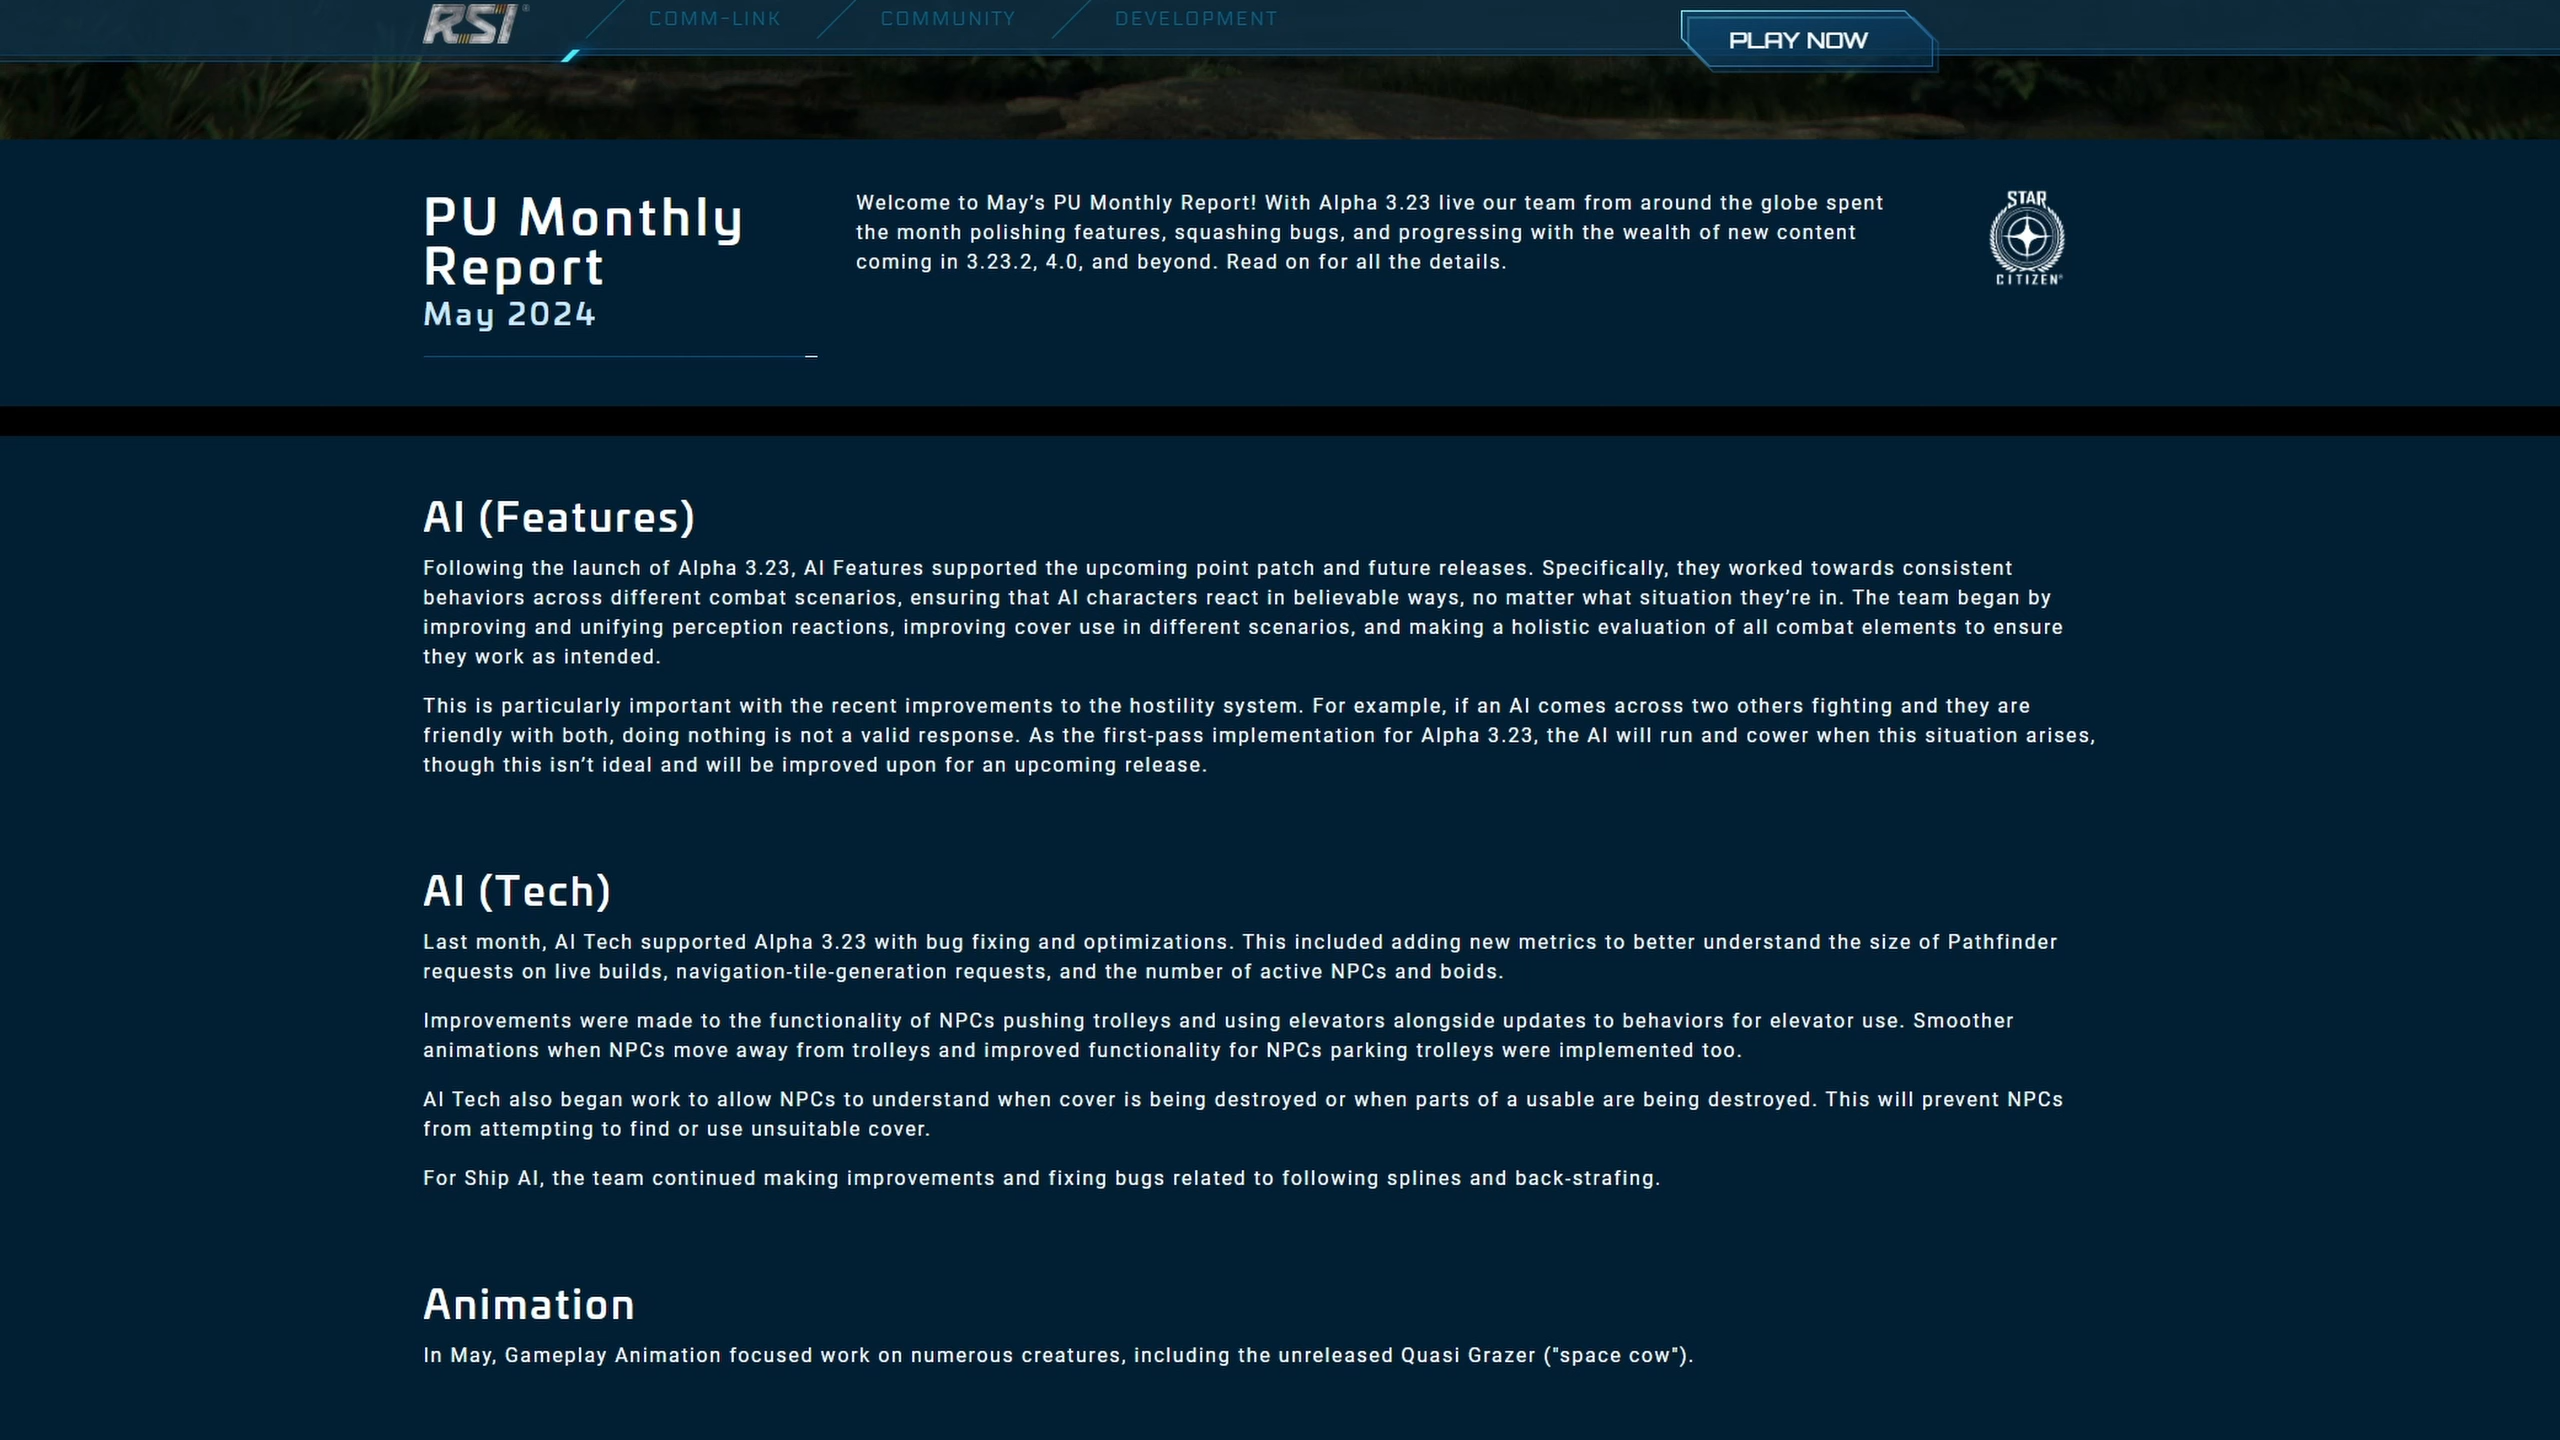 RSI
COMM-LINK
COMMUNITY
DEVELOPMENT
PLAY NOW
PU Monthly
Report
May 2024
Welcome to May’s PU Monthly Report! With Alpha 3.23 live our team from around the globe spent
the month polishing features, squashing bugs, and progressing with the wealth of new content
coming in 3.23.2, 4.0, and beyond. Read on for all the details.
STAR
CITIZEN®
AI (Features)
Following the launch of Alpha 3.23, AI Features supported the upcoming point patch and future releases. Specifically, they worked towards consistent
behaviors across different combat scenarios, ensuring that AI characters react in believable ways, no matter what situation they’re in. The team began by
improving and unifying perception reactions, improving cover use in different scenarios, and making a holistic evaluation of all combat elements to ensure
they work as intended.
This is particularly important with the recent improvements to the hostility system. For example, if an AI comes across two others fighting and they are
friendly with both, doing nothing is not a valid response. As the first-pass implementation for Alpha 3.23, the AI will run and cower when this situation arises,
though this isn’t ideal and will be improved upon for an upcoming release.
AI (Tech)
Last month, AI Tech supported Alpha 3.23 with bug fixing and optimizations. This included adding new metrics to better understand the size of Pathfinder
requests on live builds, navigation-tile-generation requests, and the number of active NPCs and boids.
Improvements were made to the functionality of NPCs pushing trolleys and using elevators alongside updates to behaviors for elevator use. Smoother
animations when NPCs move away from trolleys and improved functionality for NPCs parking trolleys were implemented too.
AI Tech also began work to allow NPCs to understand when cover is being destroyed or when parts of a usable are being destroyed. This will prevent NPCs
from attempting to find or use unsuitable cover.
For Ship AI, the team continued making improvements and fixing bugs related to following splines and back-strafing.
Animation
In May, Gameplay Animation focused work on numerous creatures, including the unreleased Quasi Grazer ("space cow").